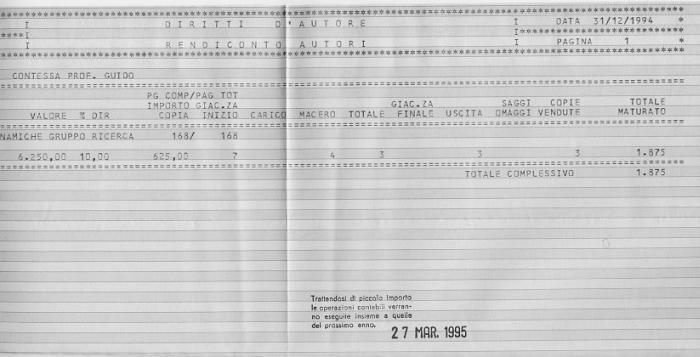 *******************************************************************************
I D I R I T T I D ' A U T O R E I DATA 31/12/1994 *
****I I*********************
I R E N D I C O N T O A U T O R I I PAGINA 1 *
*******************************************************************************
CONTESSA PROF. GUIDO
===============================================================================
PG COMP/PAG TOT
IMPORTO GIAC.ZA GIAC.ZA SAGGI COPIE TOTALE
VALORE % DIR COPIA INIZIO CARICO MACERO TOTALE FINALE USCITA OMAGGI VENDUTE MATURATO
===============================================================================
NAMICHE GRUPPO RICERCA 168/ 168
6.250,00 10,00 625,00 7 4 3 3 3 1.875
===============================================================================
TOTALE COMPLESSIVO 1.875
Trattandosi di piccolo importo
le operazioni contabili verran-
no eseguite insieme a quelle
del prossimo anno.
27 MAR. 1995